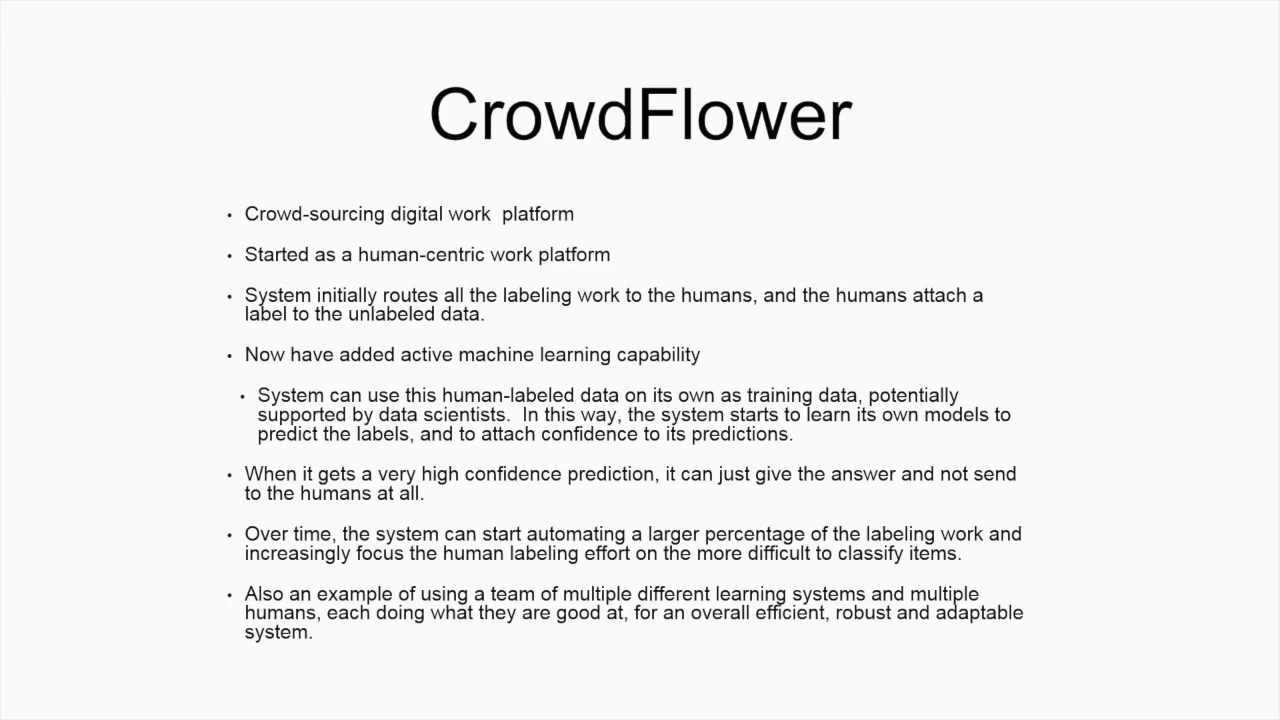 CrowdFlower
• Crowd-sourcing digital work  platform
• Started as a human-centric work platform
• System initially routes all the labeling work to the humans, and the humans attach a
label to the unlabeled data.
• Now have added active machine learning capability
• System can use this human-labeled data on its own as training data, potentially
supported by data scientists.  In this way, the system starts to learn its own models to
predict the labels, and to attach confidence to its predictions.
• When it gets a very high confidence prediction, it can just give the answer and not send
to the humans at all.
• Over time, the system can start automating a larger percentage of the labeling work and
increasingly focus the human labeling effort on the more difficult to classify items.
• Also an example of using a team of multiple different learning systems and multiple
humans, each doing what they are good at, for an overall efficient, robust and adaptable
system.